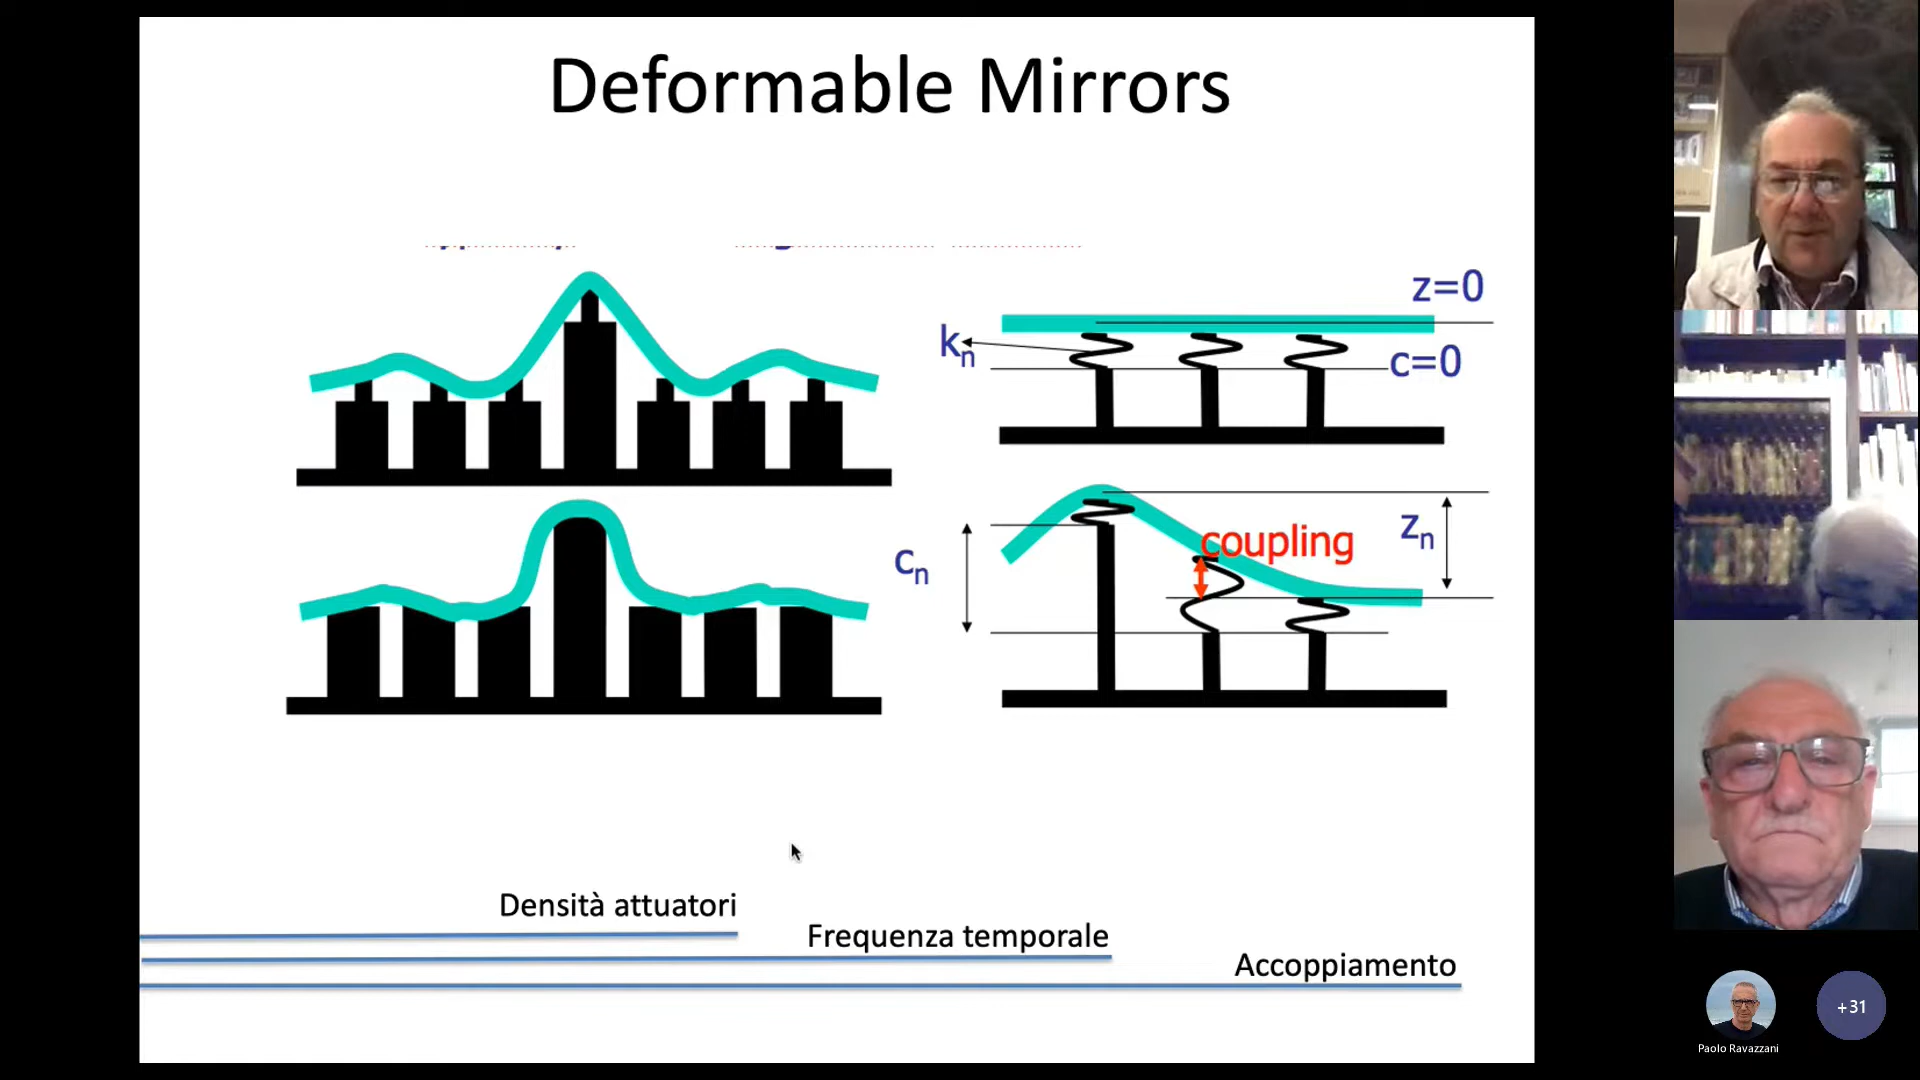 Deformable Mirrors
z=0
kn
c=0
coupling
zn
cn
Densità attuatori
Frequenza temporale
Accoppiamento
+31
Paolo Ravazzani